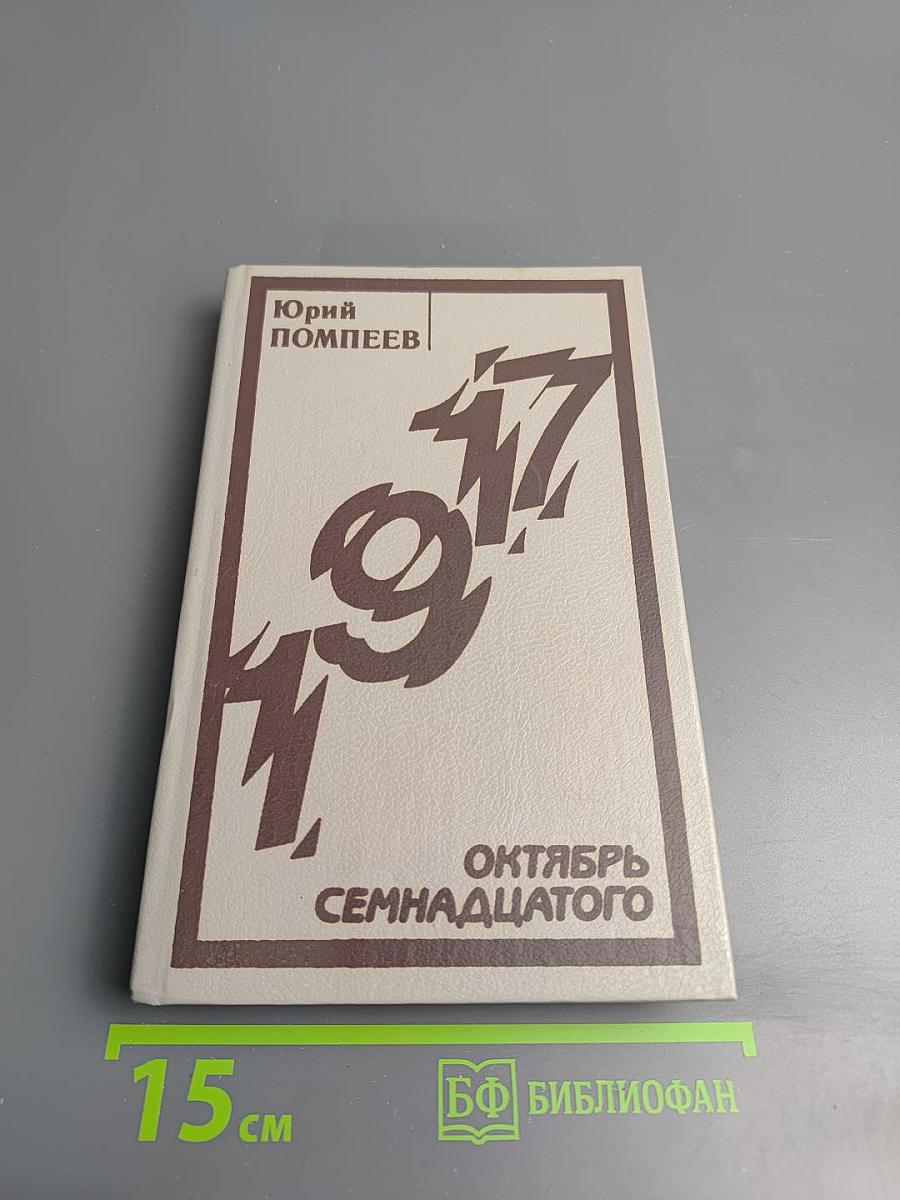 Юрий
ПОМПЕЕВ
1917
ОКТЯБРЬ
СЕМНАДЦАТОГО
15 см
БФ БИБЛИОФАН